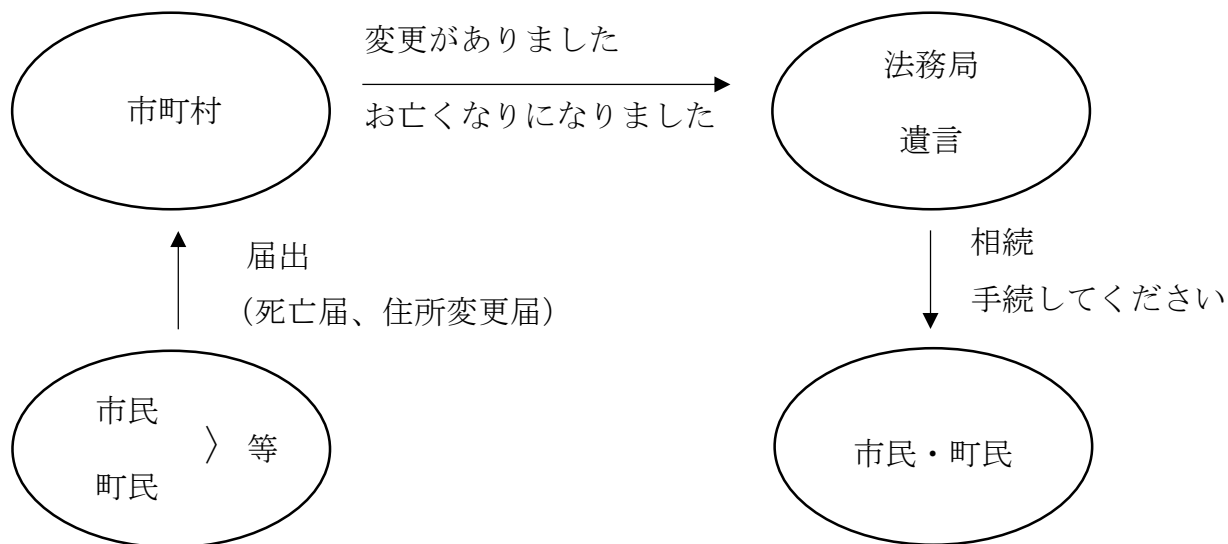 変更がありました
市町村
お亡くなりになりました
法務局
遺言
届出
(死亡届、住所変更届)
相続
手続してください
市民
町民
〉等
市民・町民